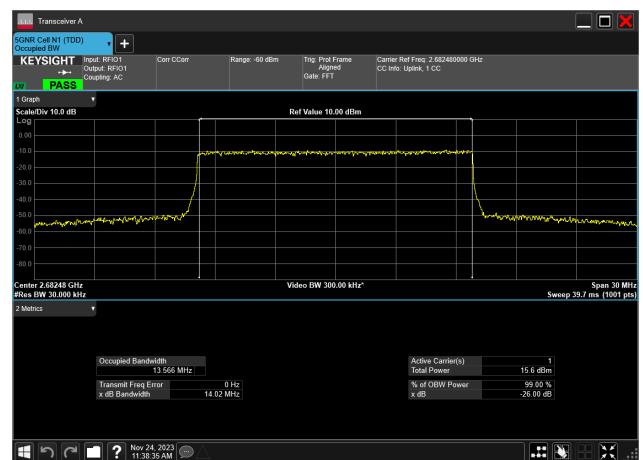 Transceiver A
5GNR Cell N1 (TDD)
Occupied BW
KEYSIGHT
LV
PASS
Input: RFIO1
Output: RFIO1
Coupling: AC
Corr CCorr
Range: -60 dBm
Trig: Prot Frame
Aligned
Gate: FFT
Carrier Ref Freq: 2.682480000 GHz
CC Info: Uplink, 1 CC
1 Graph
Scale/Div 10.0 dB
Ref Value 10.00 dBm
Log
0.00
-10.0
-20.0
-30.0
-40.0
-50.0
-60.0
-70.0
-80.0
Center 2.68248 GHz
#Res BW 30.000 kHz
Video BW 300.00 kHz*
Span 30 MHz
Sweep 39.7 ms (1001 pts)
2 Metrics
Occupied Bandwidth
13.566 MHz
Transmit Freq Error 0 Hz
x dB Bandwidth 14.02 MHz
Active Carrier(s) 1
Total Power 15.6 dBm
% of OBW Power 99.00 %
x dB -26.00 dB
?
Nov 24, 2023
11:38:35 AM